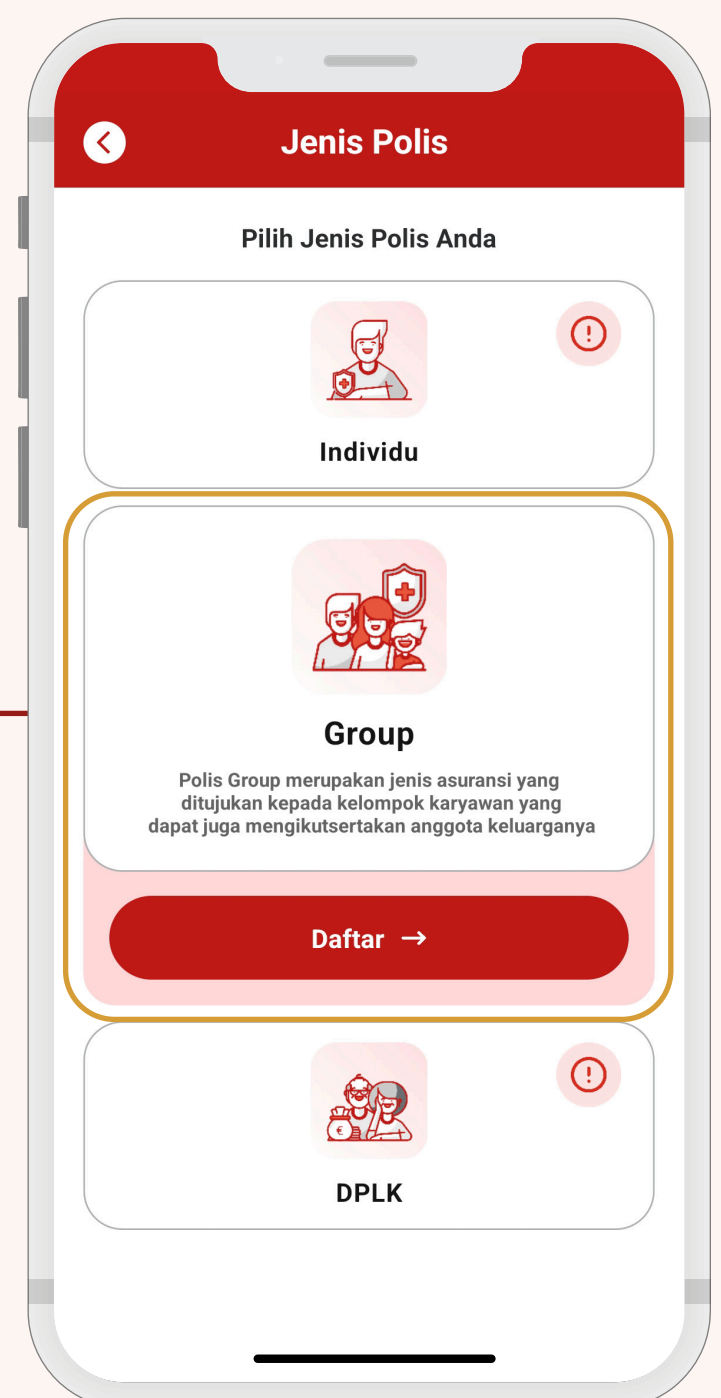 Jenis Polis
Pilih Jenis Polis Anda
Individu
Group
Polis Group merupakan jenis asuransi yang
ditujukan kepada kelompok karyawan yang
dapat juga mengikutsertakan anggota keluarganya
Daftar →
DPLK